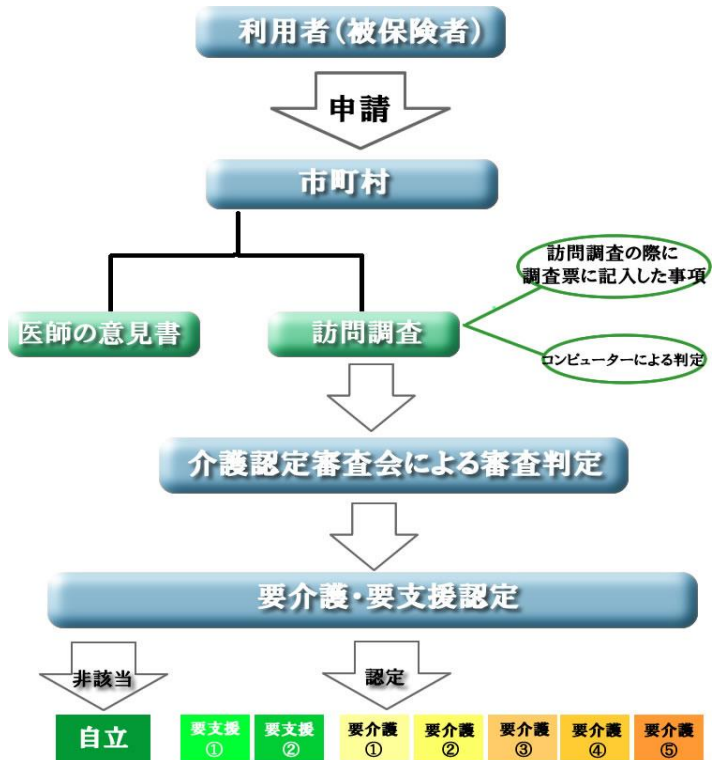 利用者(被保険者)
申請
市町村
訪問調査の際に
調査票に記入した事項
医師の意見書
訪問調査
コンピューターによる判定
介護認定審査会による審査判定
要介護・要支援認定
非該当
認定
自立
要支援
①
要支援
②
要介護
①
要介護
②
要介護
③
要介護
④
要介護
⑤